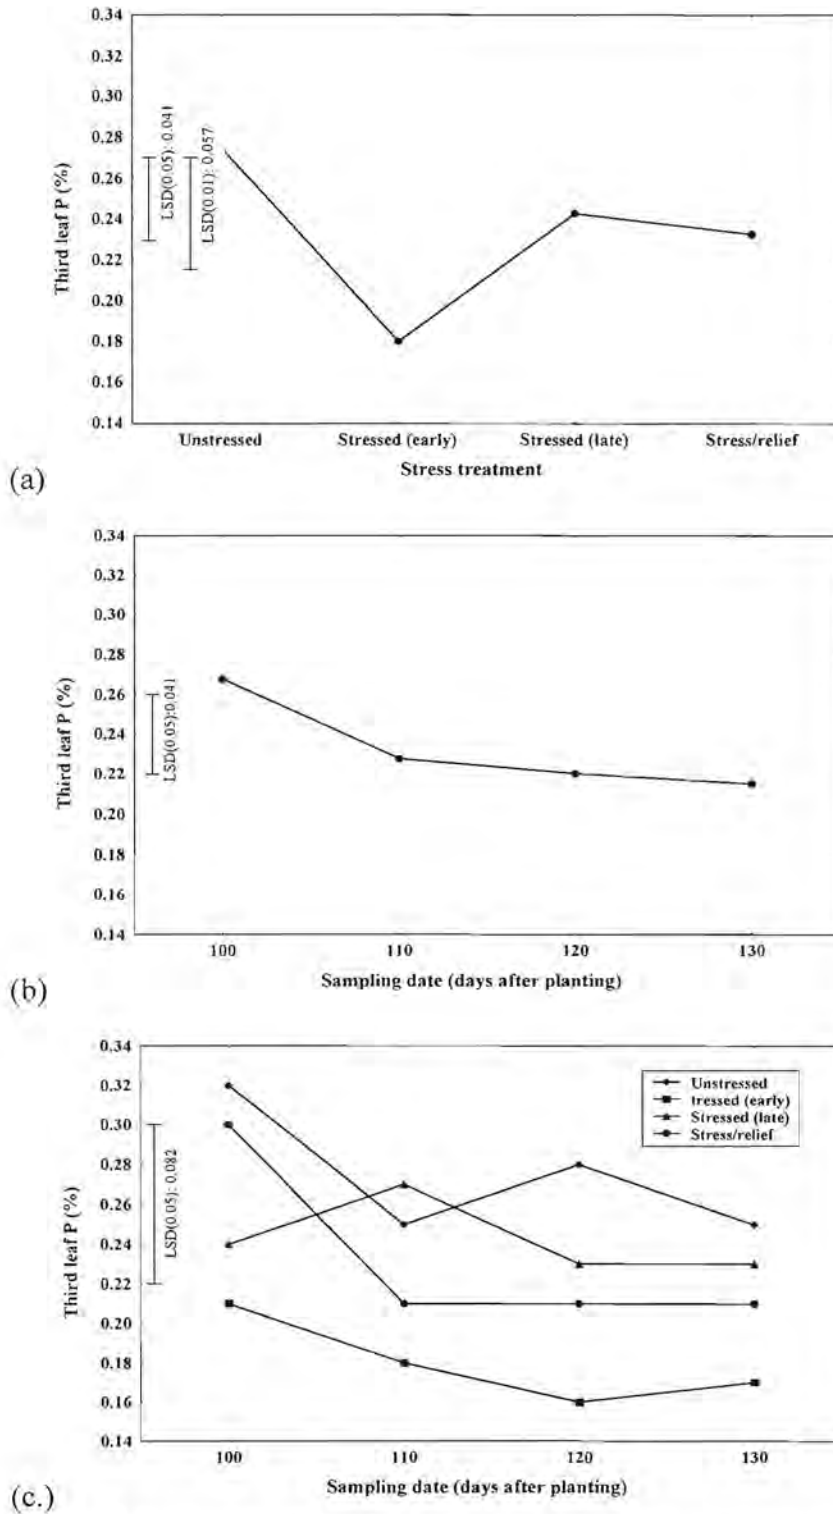 0.34
0.32
0.30
0.28
0.26
0.24
0.22
0.20
0.18
0.16
0.14
Third leaf P (%)
LSD(0.05): 0.041
LSD(0.01): 0.057
Unstressed Stressed (early) Stressed (late) Stress/relief
Stress treatment
(a)
0.34
0.32
0.30
0.28
0.26
0.24
0.22
0.20
0.18
0.16
0.14
Third leaf P (%)
LSD(0.05):0.041
100 110 120 130
Sampling date (days after planting)
(b)
0.34
0.32
0.30
0.28
0.26
0.24
0.22
0.20
0.18
0.16
0.14
Third leaf P (%)
LSD(0.05): 0.082
Unstressed
tressed (early)
Stressed (late)
Stress/relief
100 110 120 130
Sampling date (days after planting)
(c.)